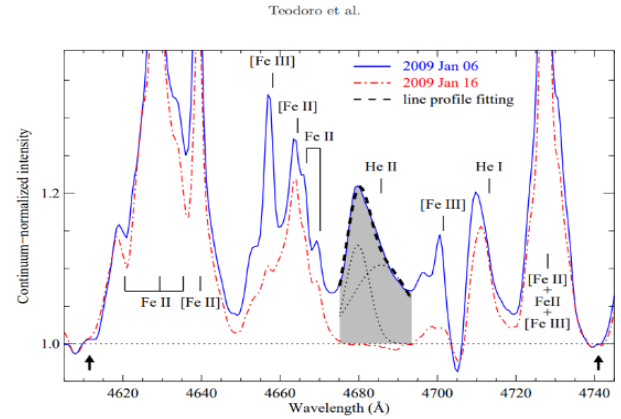 Teodoro et al.
[Fe III]
2009 Jan 06
2009 Jan 16
line profile fitting
[Fe II]
Fe II
He II
He I
[Fe III]
1.2
1.0
Continuum−normalized intensity
Fe II
[Fe II]
[Fe II]
+
FeII
+
[Fe III]
4620
4640
4660
4680
4700
4720
4740
Wavelength (Å)